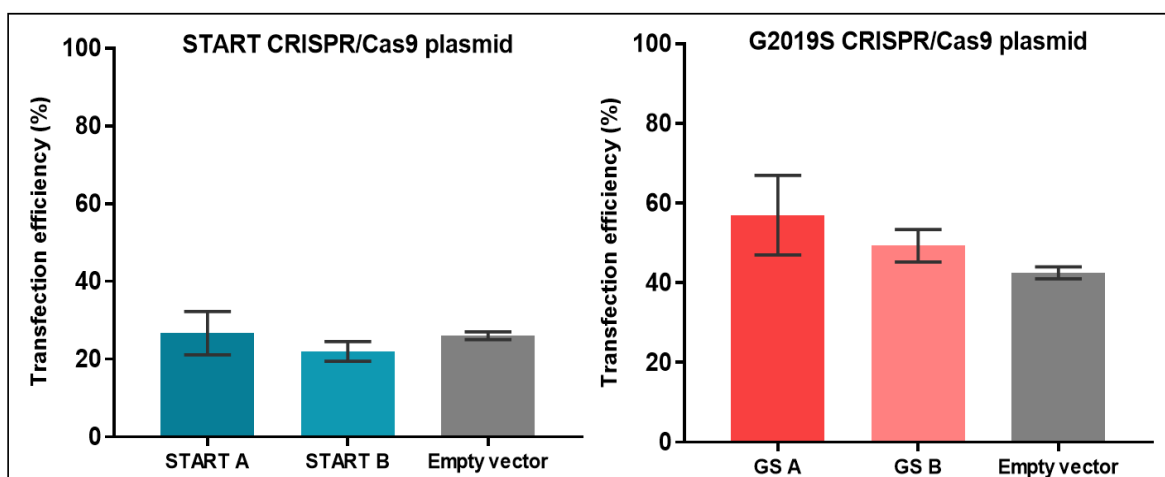 START CRISPR/Cas9 plasmid
Transfection efficiency (%)
100
80
60
40
20
0
START A START B Empty vector
G2019S CRISPR/Cas9 plasmid
Transfection efficiency (%)
100
80
60
40
20
0
GS A GS B Empty vector